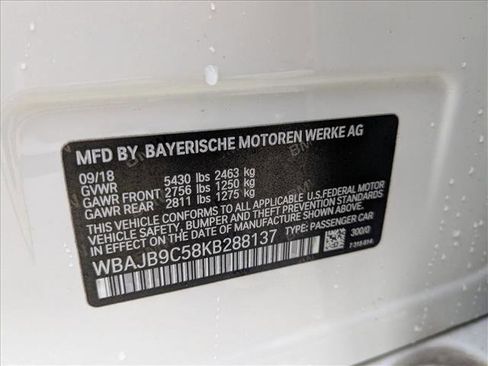 MFD BY BAYERISCHE MOTOREN WERKE AG
09/18
GVWR 5430 lbs 2463 kg
GAWR FRONT 2756 lbs 1250 kg
GAWR REAR 2811 lbs 1275 kg
THIS VEHICLE CONFORMS TO ALL APPLICABLE U.S. FEDERAL MOTOR
VEHICLE SAFETY, BUMPER, AND THEFT PREVENTION STANDARDS
IN EFFECT ON THE DATE OF MANUFACTURE SHOWN ABOVE.
WBAJB9C58KB288137 TYPE: PASSENGER CAR
300/0